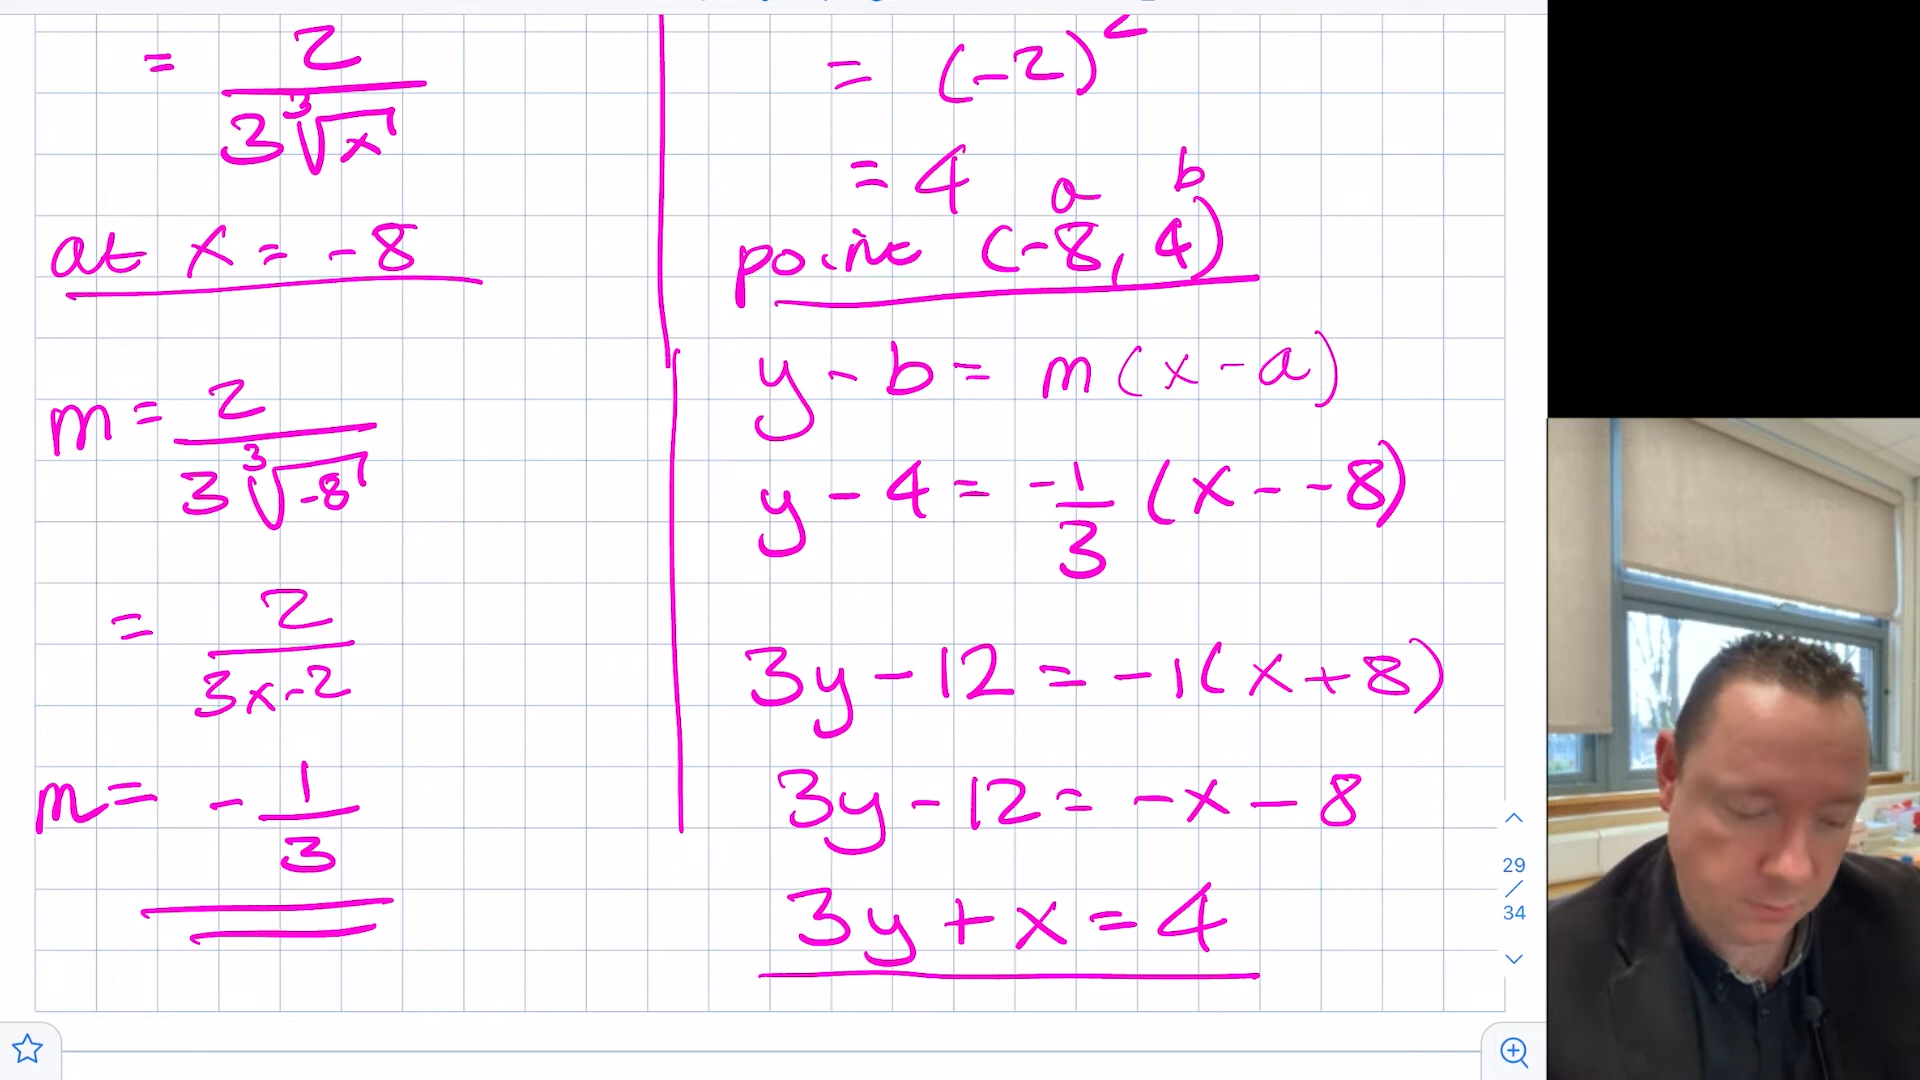 = 2 / 3∛x
at x = -8
m = 2 / 3∛-8
= 2 / 3x-2
m = -1/3
= (-2)²
= 4
a b
point (-8, 4)
y - b = m(x - a)
y - 4 = -1/3 (x - -8)
3y - 12 = -1(x + 8)
3y - 12 = -x - 8
3y + x = 4
29
/
34